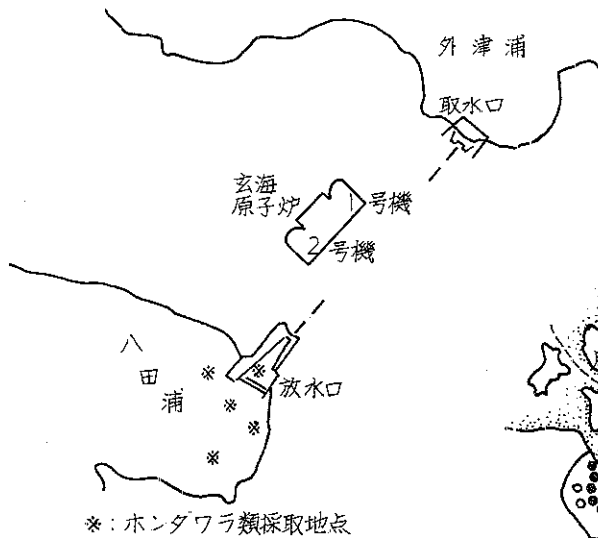 外津浦
取水口
玄海
原子炉
1号機
2号機
八田浦
放水口
※：ホンダワラ類採取地点